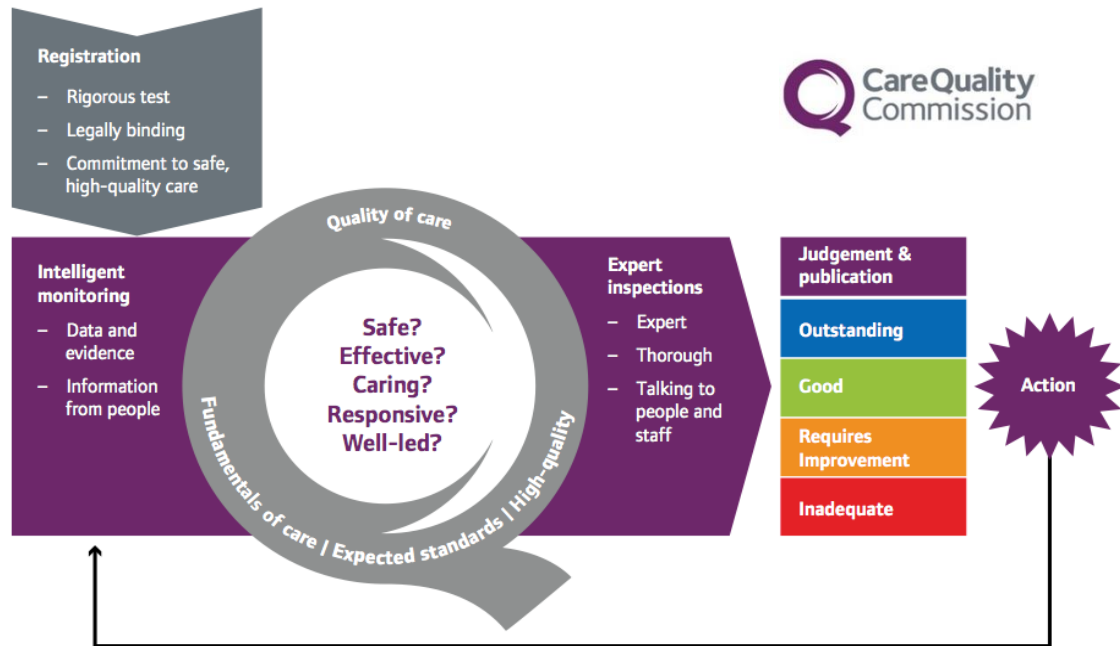 Registration
– Rigorous test
– Legally binding
– Commitment to safe,
high-quality care
CareQuality
Commission
Quality of care
Intelligent
monitoring
– Data and
evidence
– Information
from people
Safe?
Effective?
Caring?
Responsive?
Well-led?
Fundamentals of care | Expected standards | High-quality
Expert
inspections
– Expert
– Thorough
– Talking to
people and
staff
Judgement &
publication
Outstanding
Good
Requires
Improvement
Inadequate
Action